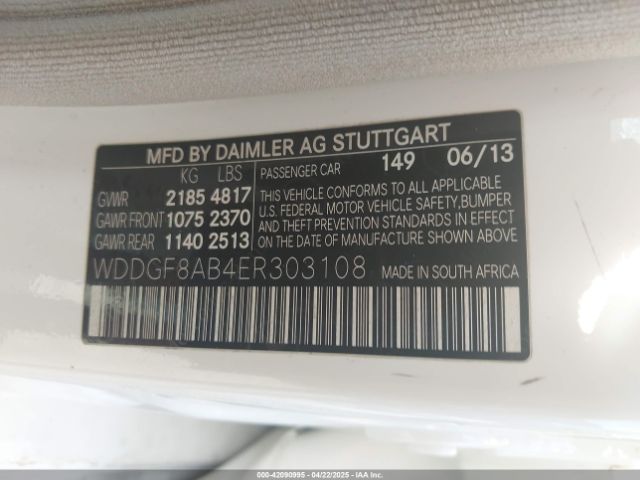 MFD BY DAIMLER AG STUTTGART
KG LBS
GVWR 2185 4817
GAWR FRONT 1075 2370
GAWR REAR 1140 2513
PASSENGER CAR 149 06/13
THIS VEHICLE CONFORMS TO ALL APPLICABLE
U.S. FEDERAL MOTOR VEHICLE SAFETY,BUMPER
AND THEFT PREVENTION STANDARDS IN EFFECT
ON THE DATE OF MANUFACTURE SHOWN ABOVE.
WDDGF8AB4ER303108 MADE IN SOUTH AFRICA
000-42090995 - 04/22/2025 - IAAI.COM